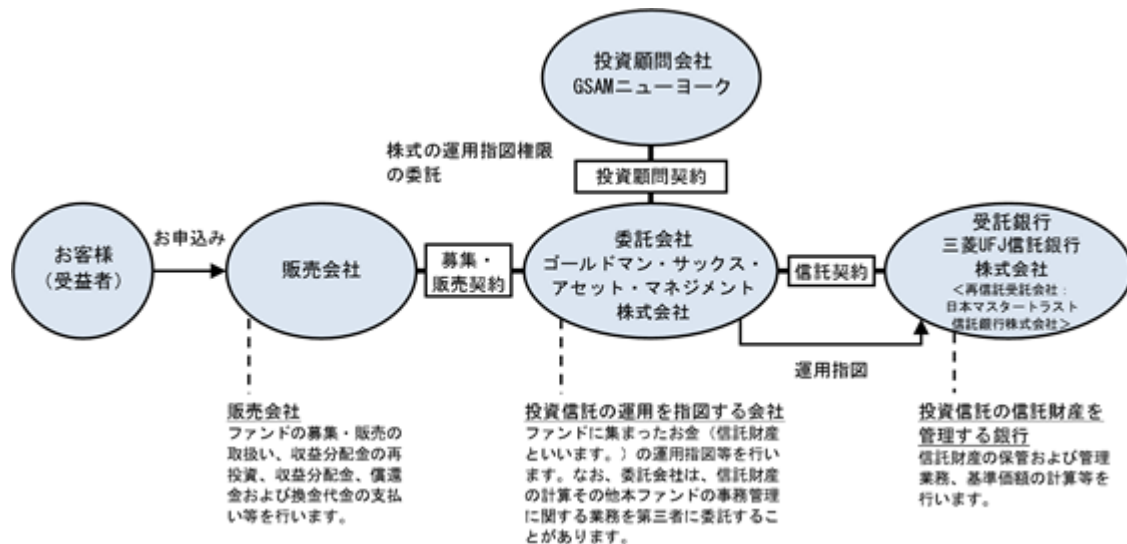 投資顧問会社
GSAMニューヨーク
株式の運用指図権限
の委託
投資顧問契約
お客様
（受益者）
お申込み
販売会社
募集・
販売契約
委託会社
ゴールドマン・サックス・
アセット・マネジメント
株式会社
信託契約
受託銀行
三菱UFJ信託銀行
株式会社
＜再信託受託会社：
日本マスタートラスト
信託銀行株式会社＞
運用指図
販売会社
ファンドの募集・販売の
取扱い、収益分配金の再
投資、収益分配金、償還
金および換金代金の支払
い等を行います。
投資信託の運用を指図する会社
ファンドに集まったお金（信託財産
といいます。）の運用指図等を行い
ます。なお、委託会社は、信託財産
の計算その他本ファンドの事務管理
に関する業務を第三者に委託するこ
とがあります。
投資信託の信託財産を
管理する銀行
信託財産の保管および管理
業務、基準価額の計算等を
行います。